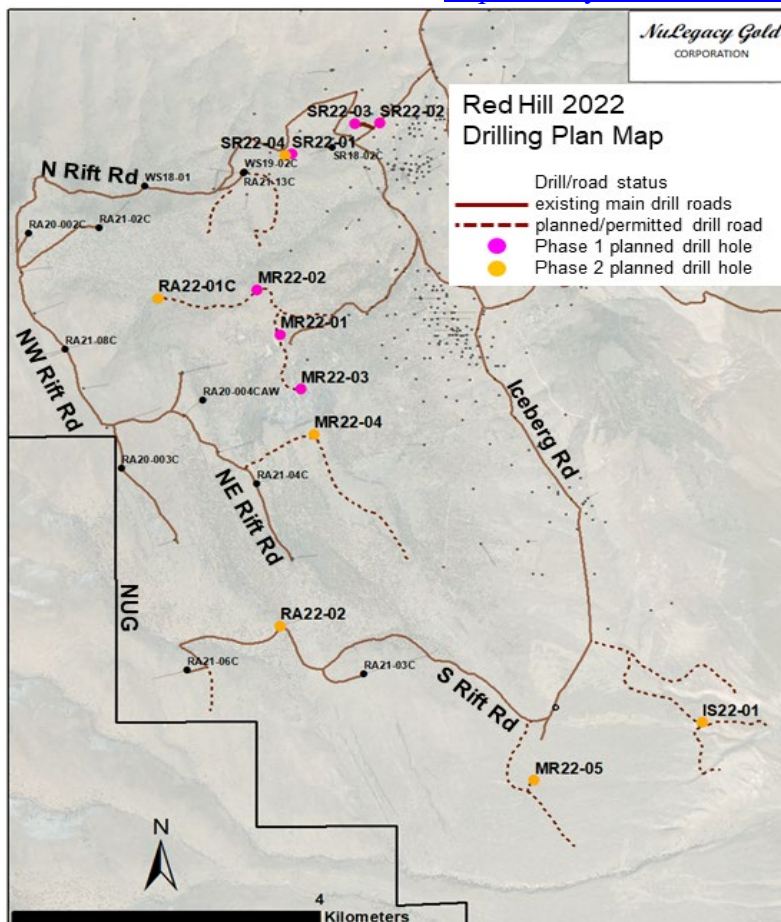 NuLegacy Gold
CORPORATION
Red Hill 2022
Drilling Plan Map
Drill/road status
existing main drill roads
planned/permitted drill road
Phase 1 planned drill hole
Phase 2 planned drill hole
SR22-03 SR22-02
SR22-04 SR22-01
SR18-02C
N Rift Rd
WS18-01
WS19-02C
RA21-13C
RA20-002C
RA21-02C
RA22-01C
MR22-02
MR22-01
NW Rift Rd
RA21-08C
MR22-03
RA20-004CAW
Iceberg Rd
MR22-04
RA20-003C
RA21-04C
NE Rift Rd
NUG
RA22-02
RA21-06C
RA21-03C
S Rift Rd
IS22-01
MR22-05
N
4
Kilometers